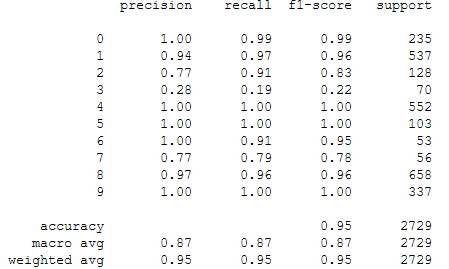 precision recall f1-score support
0 1.00 0.99 0.99 235
1 0.94 0.97 0.96 537
2 0.77 0.91 0.83 128
3 0.28 0.19 0.22 70
4 1.00 1.00 1.00 552
5 1.00 1.00 1.00 103
6 1.00 0.91 0.95 53
7 0.77 0.79 0.78 56
8 0.97 0.96 0.96 658
9 1.00 1.00 1.00 337
accuracy 0.95 2729
macro avg 0.87 0.87 0.87 2729
weighted avg 0.95 0.95 0.95 2729